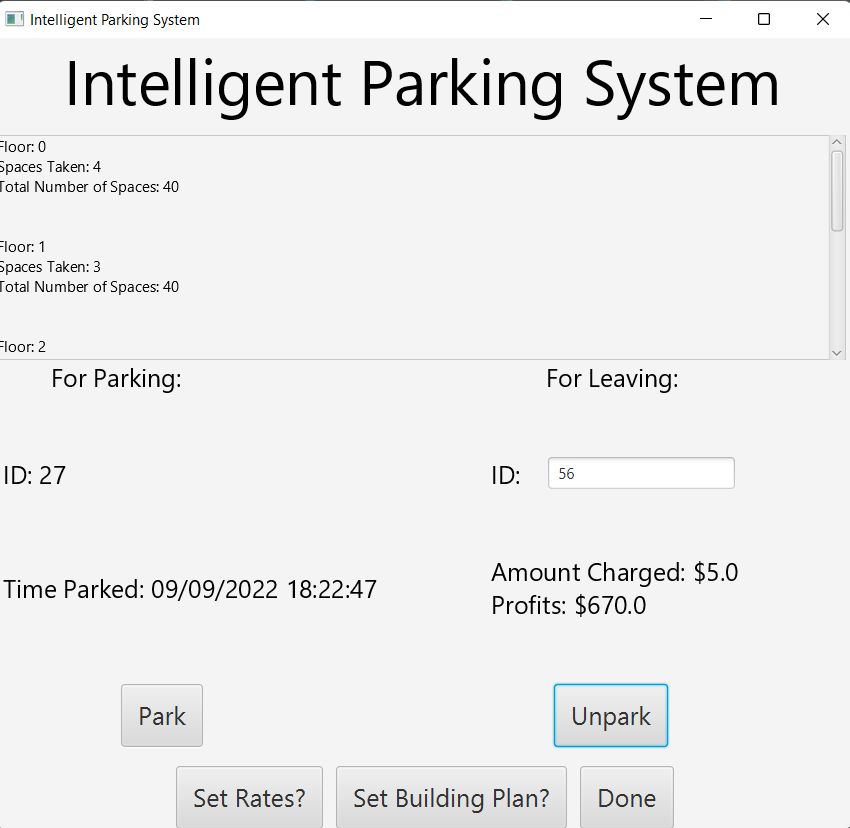 Intelligent Parking System
Intelligent Parking System
Floor: 0
Spaces Taken: 4
Total Number of Spaces: 40
Floor: 1
Spaces Taken: 3
Total Number of Spaces: 40
Floor: 2
For Parking:
For Leaving:
ID: 27
ID: 56
Time Parked: 09/09/2022 18:22:47
Amount Charged: $5.0
Profits: $670.0
Park
Unpark
Set Rates?
Set Building Plan?
Done